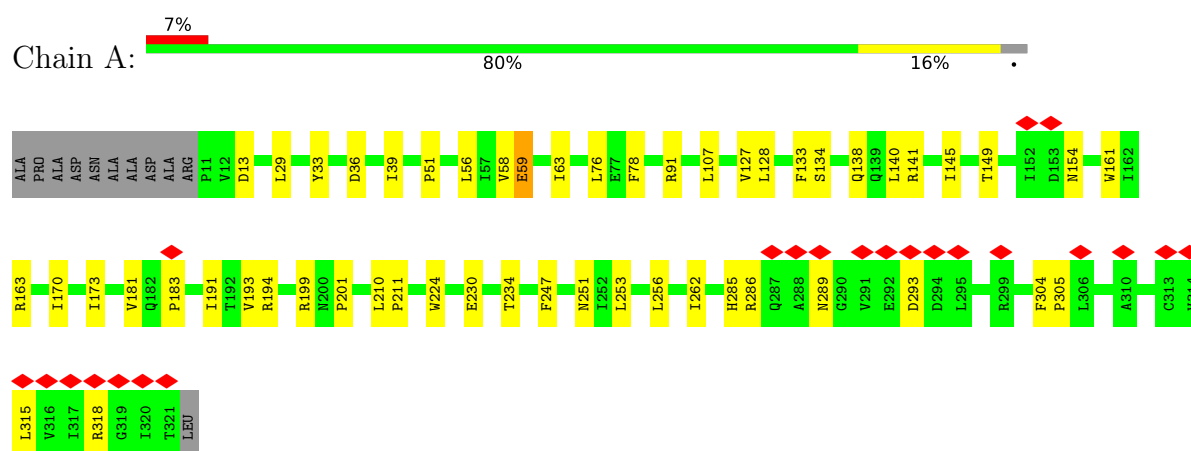 7%
Chain A:
80% 16% •
ALA PRO ALA ASP ASN ALA ALA ASP ALA ARG P11 V12 D13 L29 Y33 D36 I39 P51 L56 I57 V58 E59 I63 L76 E77 F78 R91 L107 V127 L128 F133 S134 Q138 Q139 L140 R141 I145 T149 I152 D153 N154 W161 I162
R163 I170 I173 V181 Q182 P183 I191 T192 V193 R194 R199 N200 P201 L210 P211 W224 E230 T234 F247 N251 I252 L253 L256 I262 H285 R286 Q287 A288 N289 G290 V291 E292 D293 D294 L295 R299 F304 P305 L306 A310 C313
L315 V316 I317 R318 G319 I320 T321 LEU